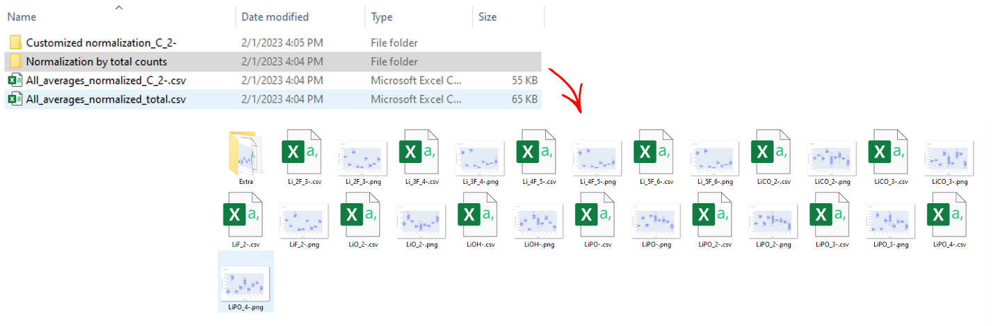 Name Date modified Type Size
Customized normalization_C_2- 2/1/2023 4:05 PM File folder
Normalization by total counts 2/1/2023 4:04 PM File folder
All_averages_normalized_C_2-.csv 2/1/2023 4:04 PM Microsoft Excel C... 55 KB
All_averages_normalized_total.csv 2/1/2023 4:04 PM Microsoft Excel C... 65 KB
Extra Li_2F_3-.csv Li_2F_3-.png Li_3F_4-.csv Li_3F_4-.png Li_4F_5-.csv Li_4F_5-.png Li_5F_6-.csv Li_5F_6-.png LiCO_2-.csv LiCO_2-.png LiCO_3-.csv LiCO_3-.png
LiF_2-.csv LiF_2-.png LiO_2-.csv LiO_2-.png LiOH-.csv LiOH-.png LiPO-.csv LiPO-.png LiPO_2-.csv LiPO_2-.png LiPO_3-.csv LiPO_3-.png LiPO_4-.csv
LiPO_4-.png